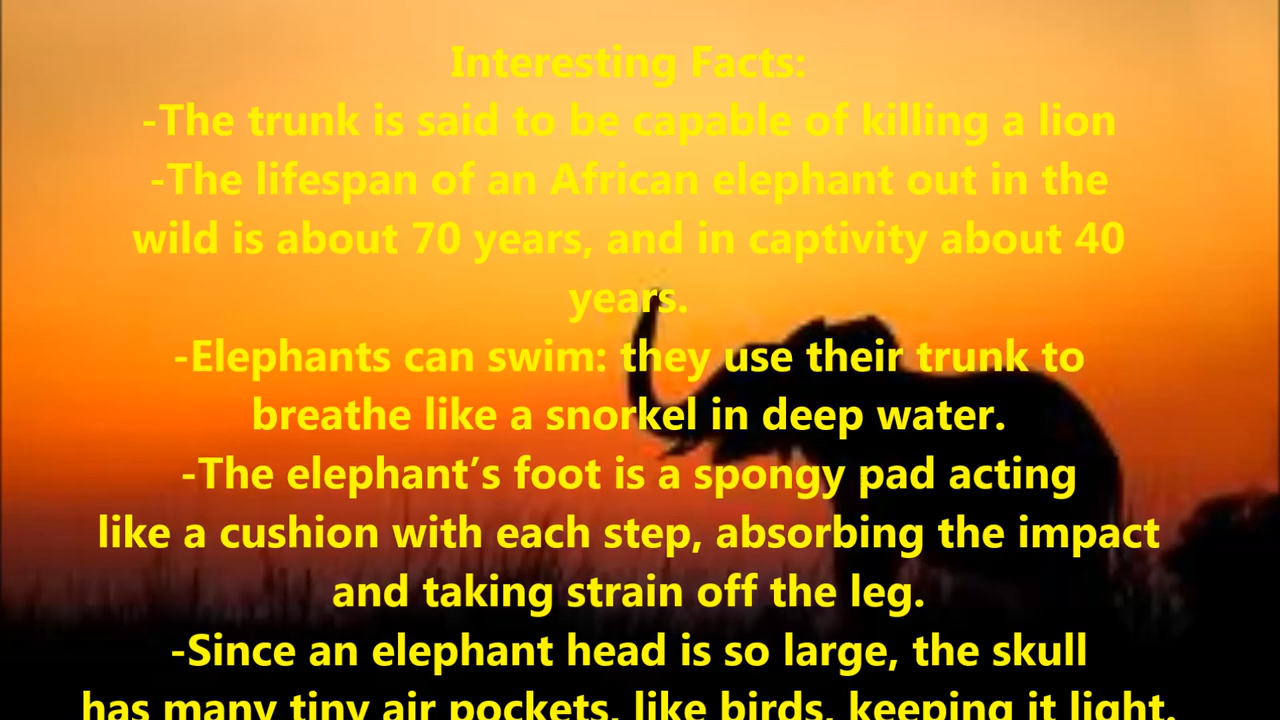 Interesting Facts:
-The trunk is said to be capable of killing a lion
-The lifespan of an African elephant out in the
wild is about 70 years, and in captivity about 40
years.
-Elephants can swim: they use their trunk to
breathe like a snorkel in deep water.
-The elephant’s foot is a spongy pad acting
like a cushion with each step, absorbing the impact
and taking strain off the leg.
-Since an elephant head is so large, the skull
has many tiny air pockets, like birds, keeping it light.